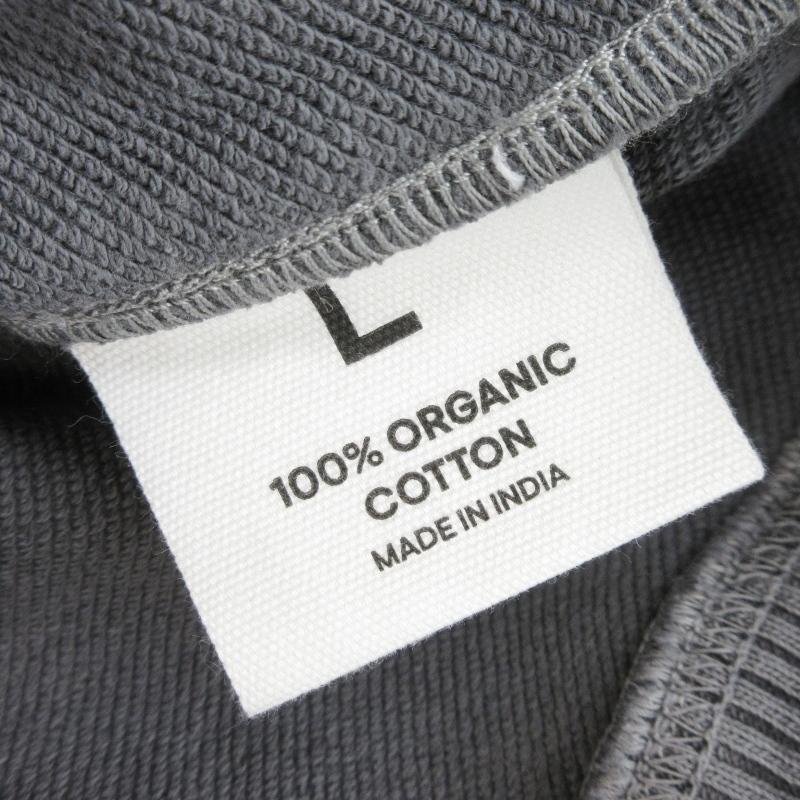 L
100% ORGANIC
COTTON
MADE IN INDIA